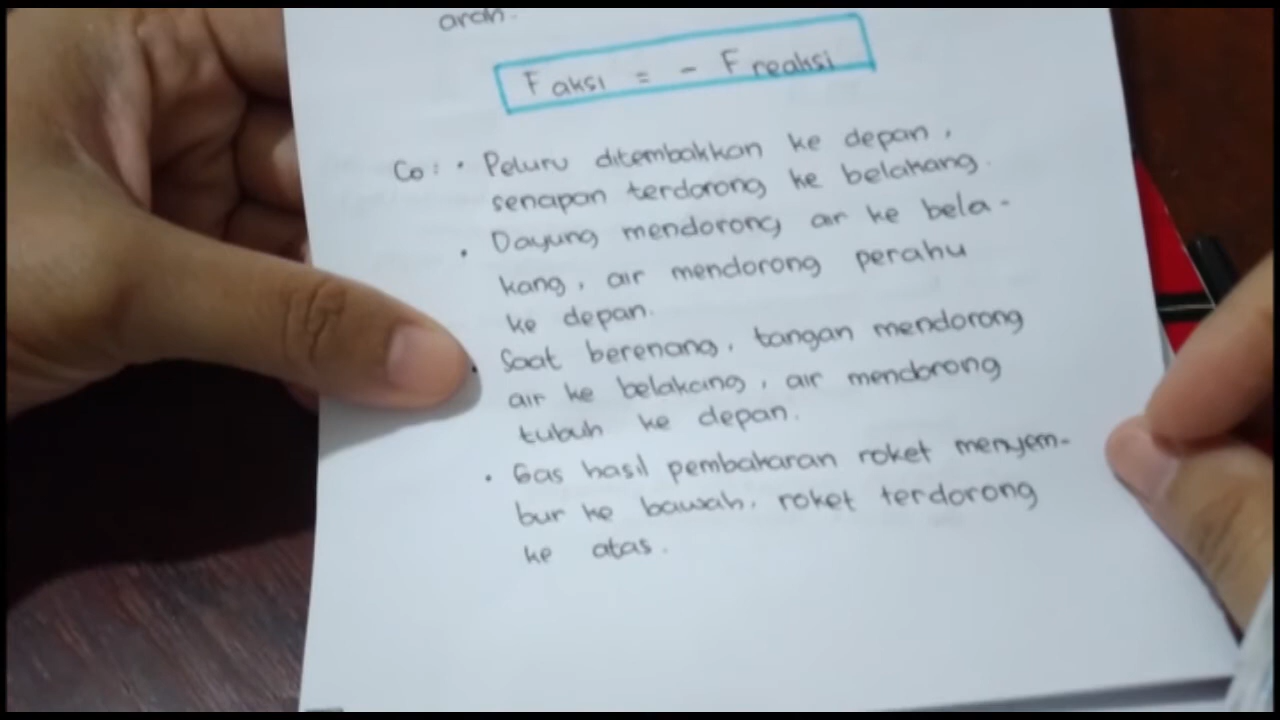 arah.
F aksi = - F reaksi
Co: • Peluru ditembakkan ke depan,
senapan terdorong ke belakang.
• Dayung mendorong air ke bela-
kang, air mendorong perahu
ke depan.
• Saat berenang, tangan mendorong
air ke belakang, air mendorong
tubuh ke depan.
• Gas hasil pembakaran roket menyem-
bur ke bawah, roket terdorong
ke atas.